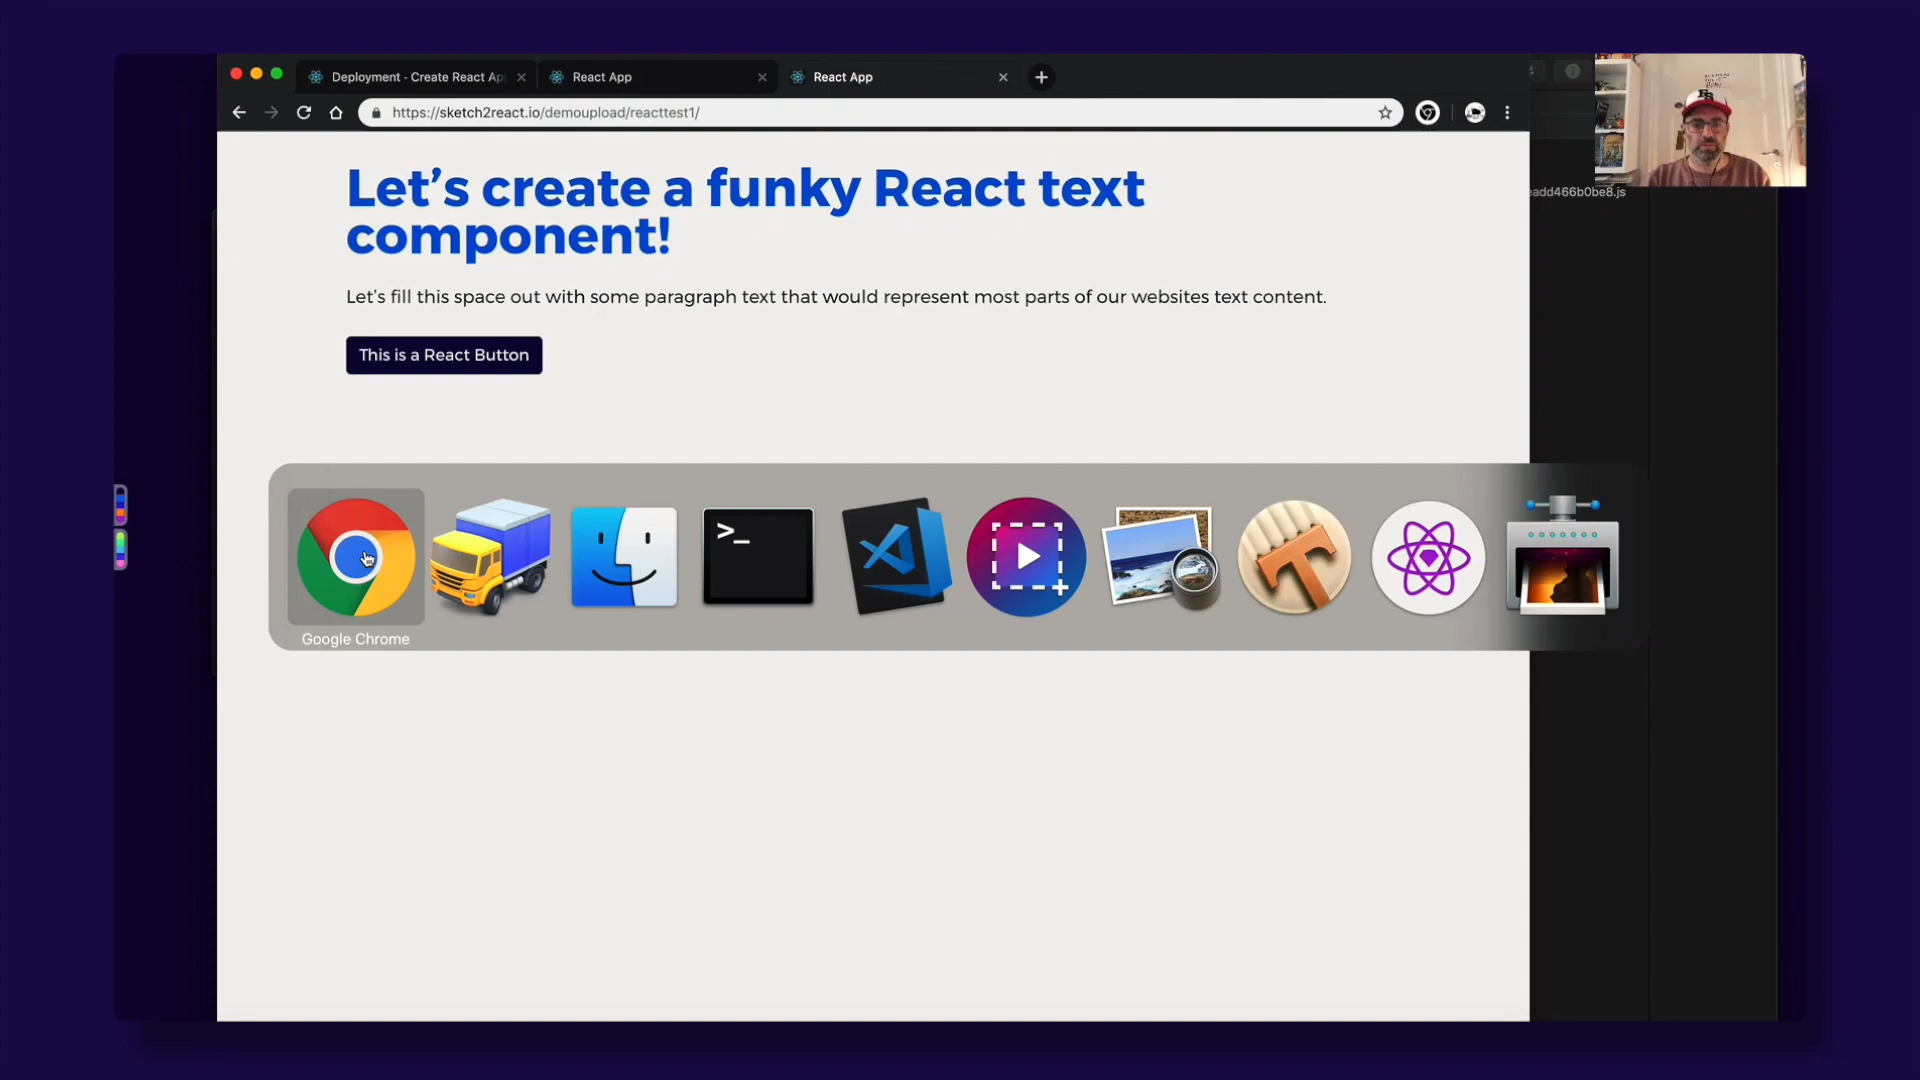 Deployment - Create React Ap
React App
React App
https://sketch2react.io/demoupload/reacttest1/
eadd466b0be8.js
Let's create a funky React text
component!
Let's fill this space out with some paragraph text that would represent most parts of our websites text content.
This is a React Button
>_
Google Chrome